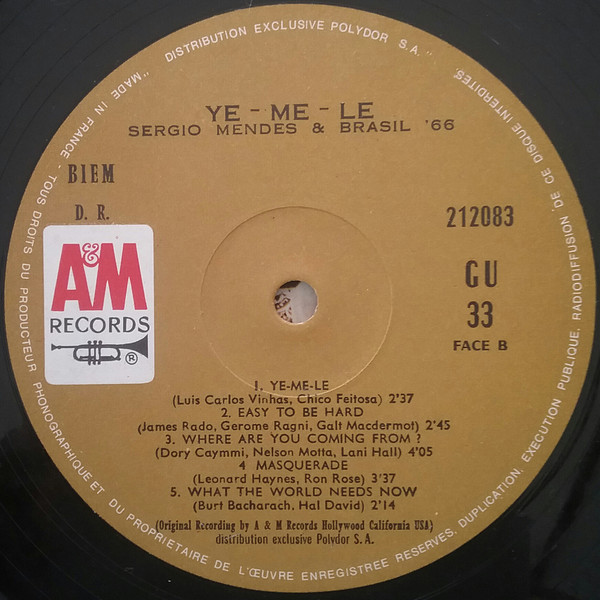 DISTRIBUTION EXCLUSIVE POLYDOR S.A."
TOUS DROITS DU PRODUCTEUR PHONOGRAPHIQUE ET DU PROPRIETAIRE DE L'ŒUVRE ENREGISTREE RESERVES. DUPLICATION, EXECUTION PUBLIQUE, RADIODIFFUSION DE CE DISQUE INTERDITES.
"MADE IN FRANCE -
YE - ME - LE
SERGIO MENDES & BRASIL '66
BIEM
D. R.
212083
GU
33
FACE B
A&M
RECORDS
®
1. YE-ME-LE
(Luis Carlos Vinhas, Chico Feitosa) 2'37
2. EASY TO BE HARD
(James Rado, Gerome Ragni, Galt Macdermot) 2'45
3. WHERE ARE YOU COMING FROM ?
(Dory Caymmi, Nelson Motta, Lani Hall) 4'05
4 MASQUERADE
(Leonard Haynes, Ron Rose) 3'37
5. WHAT THE WORLD NEEDS NOW
(Burt Bacharach, Hal David) 2'14
(Original Recording by A & M Records Hollywood California USA)
distribution exclusive Polydor S.A.